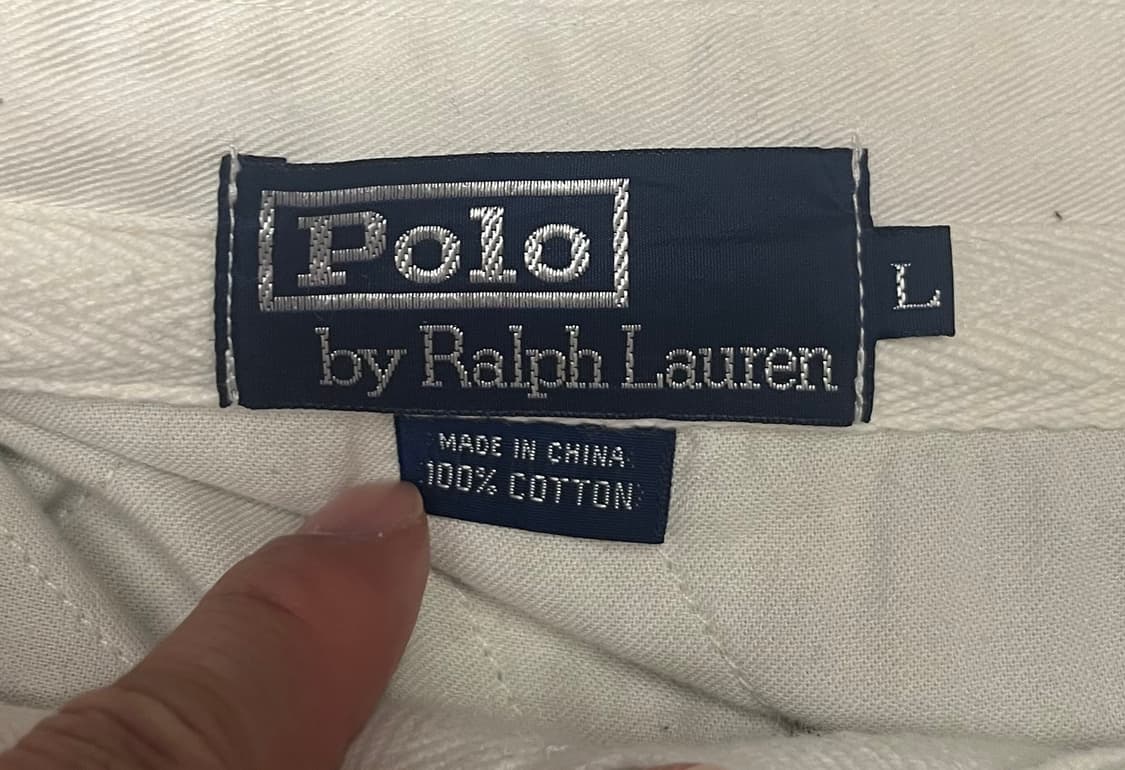 Polo
by Ralph Lauren
L
MADE IN CHINA
100% COTTON